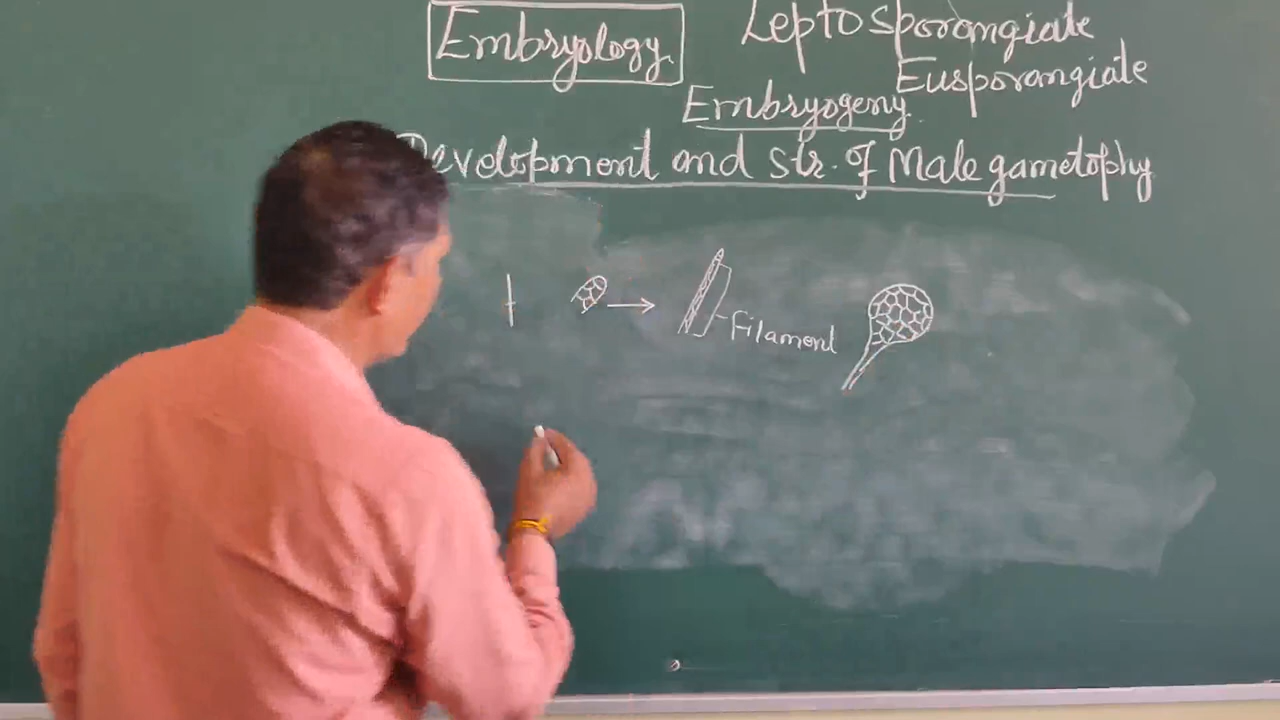 Embryology
Leptosporangiate
Eusporangiate
Embryogeny
Development and str. of Male gametophy
Filament